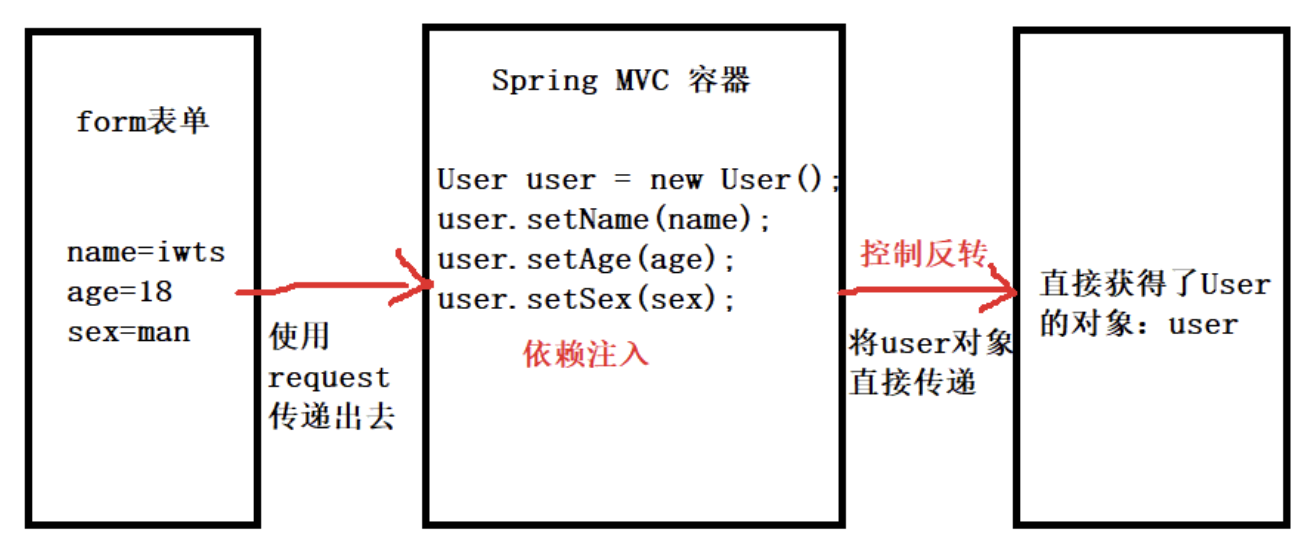 form表单
name=iwts
age=18
sex=man
使用
request
传递出去
Spring MVC 容器
User user = new User();
user.setName(name);
user.setAge(age);
user.setSex(sex);
依赖注入
控制反转
将user对象
直接传递
直接获得了User
的对象：user